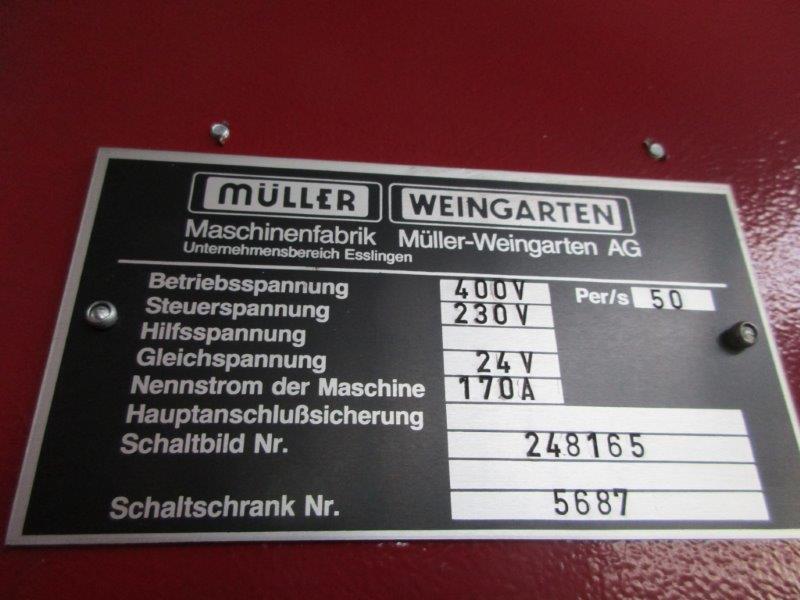 MÜLLER WEINGARTEN
Maschinenfabrik Müller-Weingarten AG
Unternehmensbereich Esslingen
Betriebsspannung 400V Per/s 50
Steuerspannung 230V
Hilfsspannung
Gleichspannung 24V
Nennstrom der Maschine 170A
Hauptanschlußsicherung
Schaltbild Nr. 248165
Schaltschrank Nr. 5687